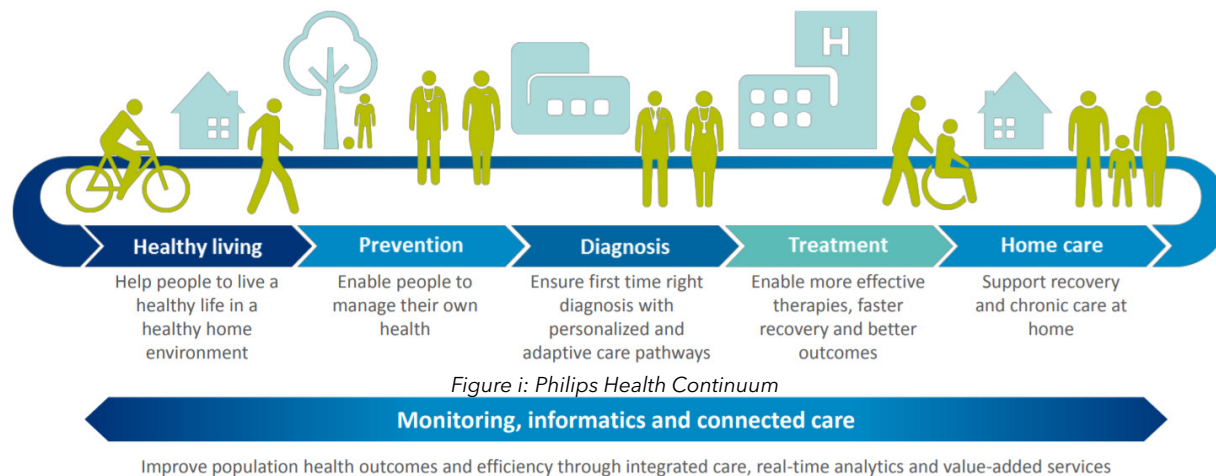 H
Healthy living
Prevention
Diagnosis
Treatment
Home care
Help people to live a
healthy life in a
healthy home
environment
Enable people to
manage their own
health
Ensure first time right
diagnosis with
personalized and
adaptive care pathways
Enable more effective
therapies, faster
recovery and better
outcomes
Support recovery
and chronic care at
home
Figure i: Philips Health Continuum
Monitoring, informatics and connected care
Improve population health outcomes and efficiency through integrated care, real-time analytics and value-added services